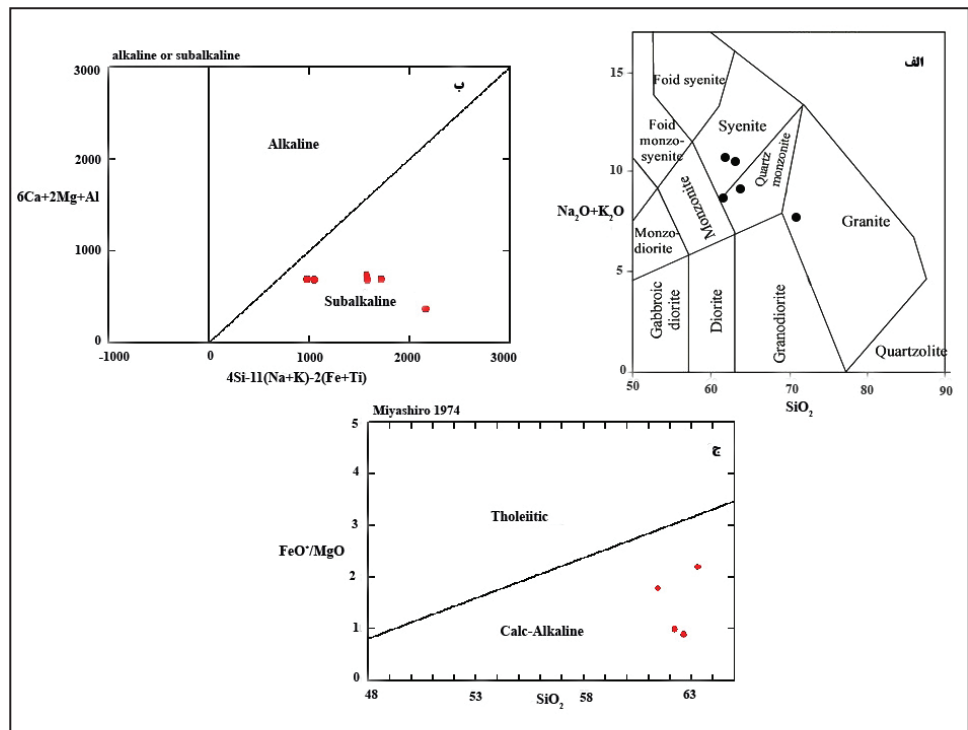 alkaline or subalkaline
3000
2000
1000
0
6Ca+2Mg+Al
ب
Alkaline
Subalkaline
-1000
0
1000
2000
3000
4Si-11(Na+K)-2(Fe+Ti)
الف
15
10
5
0
Na₂O+K₂O
Foid syenite
Foid
monzo-
syenite
Syenite
Quartz
monzonite
Monzonite
Monzo-
diorite
Granite
Gabbroic
diorite
Diorite
Granodiorite
Quartzolite
50
60
70
80
90
SiO₂
Miyashiro 1974
5
4
3
2
1
0
FeO*/MgO
ج
Tholeiitic
Calc-Alkaline
48
53
58
63
SiO₂